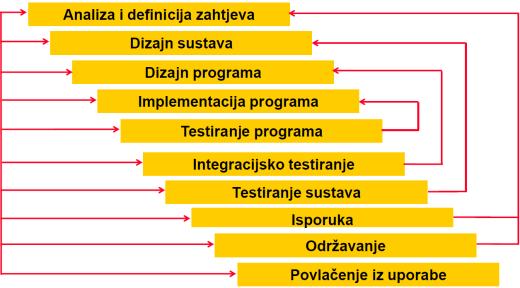 Analiza i definicija zahtjeva
Dizajn sustava
Dizajn programa
Implementacija programa
Testiranje programa
Integracijsko testiranje
Testiranje sustava
Isporuka
Održavanje
Povlačenje iz uporabe